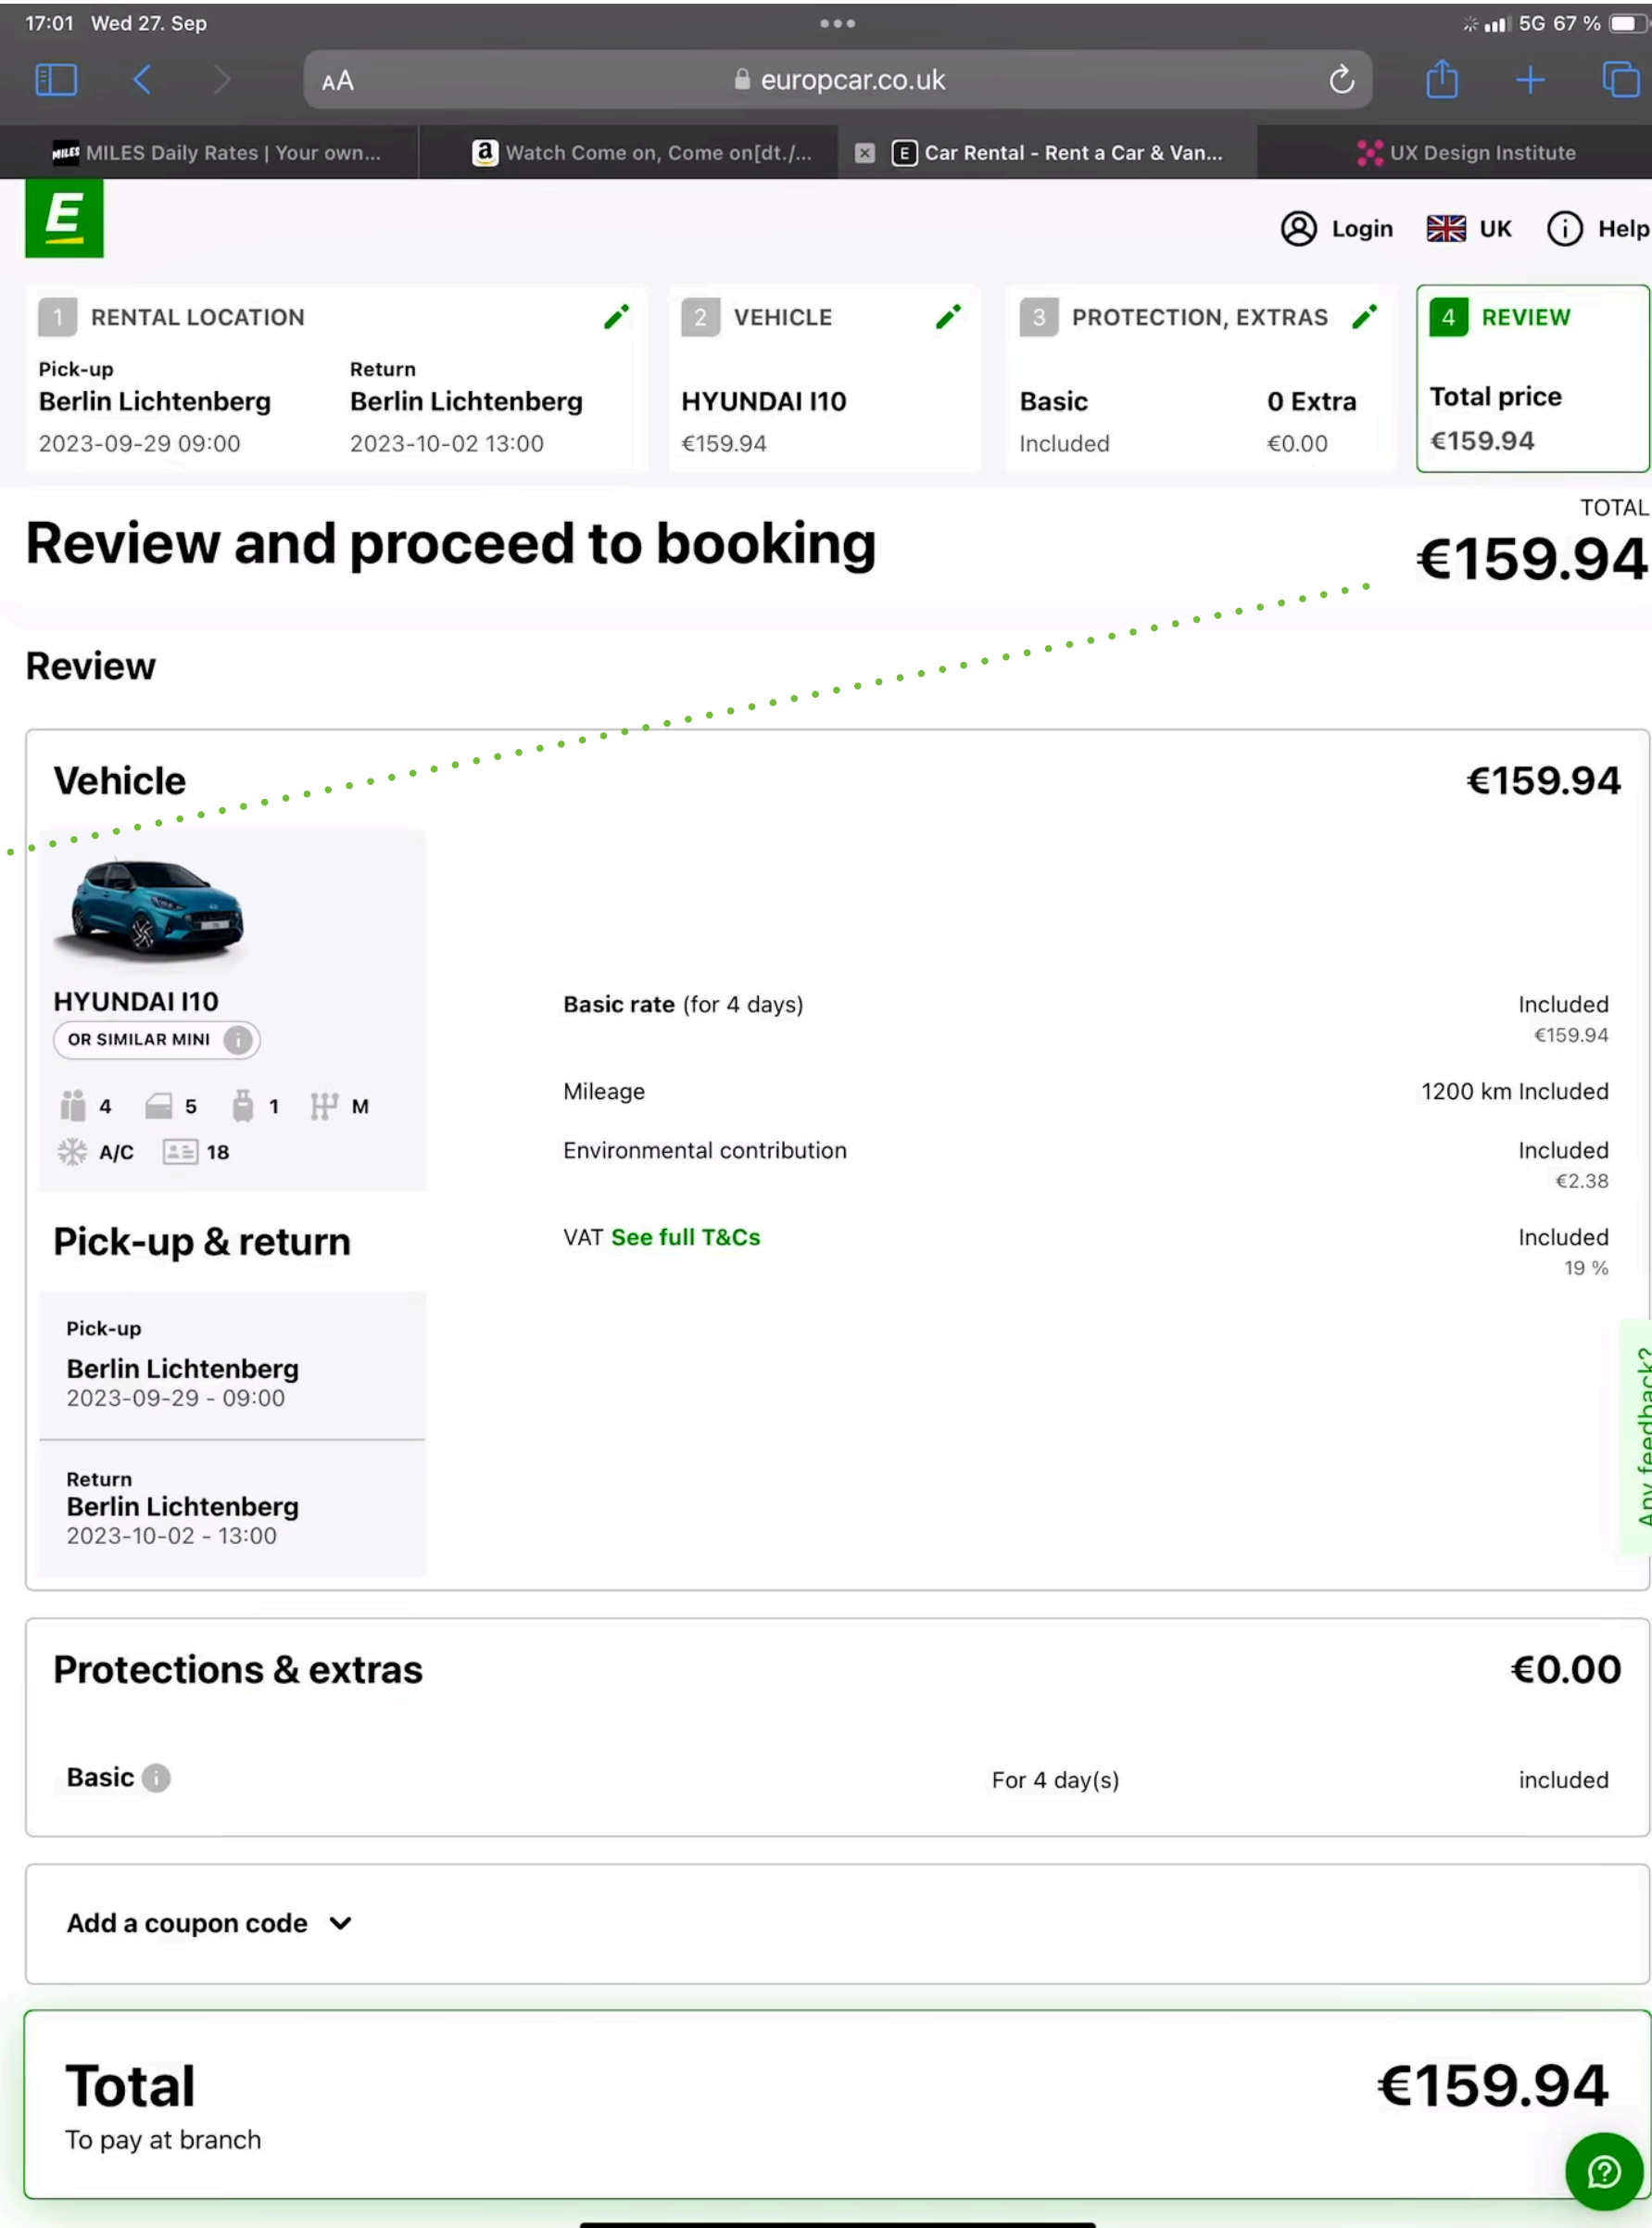 17:01 Wed 27. Sep
5G 67 %
AA europcar.co.uk
MILES MILES Daily Rates | Your own...
a Watch Come on, Come on[dt./...
E Car Rental - Rent a Car & Van...
UX Design Institute
E
Login UK Help
1 RENTAL LOCATION
Pick-up Return
Berlin Lichtenberg Berlin Lichtenberg
2023-09-29 09:00 2023-10-02 13:00
2 VEHICLE
HYUNDAI I10
€159.94
3 PROTECTION, EXTRAS
Basic 0 Extra
Included €0.00
4 REVIEW
Total price
€159.94
TOTAL
Review and proceed to booking €159.94
Review
Vehicle €159.94
HYUNDAI I10
OR SIMILAR MINI i
4 5 1 M
A/C 18
Basic rate (for 4 days) Included
€159.94
Mileage 1200 km Included
Environmental contribution Included
€2.38
VAT See full T&Cs Included
19 %
Pick-up & return
Pick-up
Berlin Lichtenberg
2023-09-29 - 09:00
Return
Berlin Lichtenberg
2023-10-02 - 13:00
Any feedback?
Protections & extras €0.00
Basic i For 4 day(s) included
Add a coupon code
Total €159.94
To pay at branch